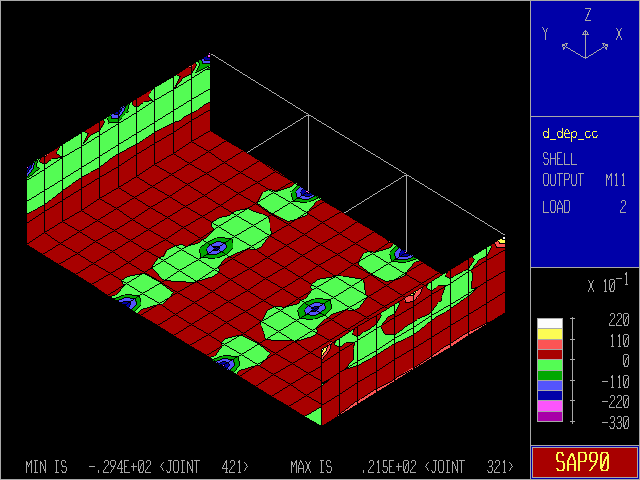 Z
Y X
d_dep_cc
SHELL
OUTPUT M11
LOAD 2
X 10⁻¹
220
110
0
-110
-220
-330
MIN IS -.294E+02 <JOINT 421> MAX IS .215E+02 <JOINT 321>
SAP90